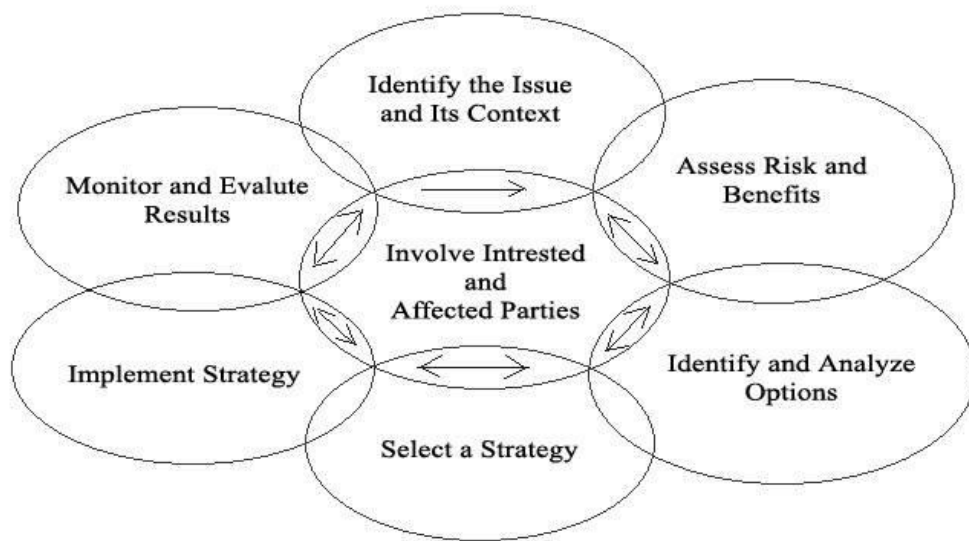 Identify the Issue
and Its Context
Assess Risk and
Benefits
Monitor and Evalute
Results
Involve Intrested
and
Affected Parties
Implement Strategy
Identify and Analyze
Options
Select a Strategy